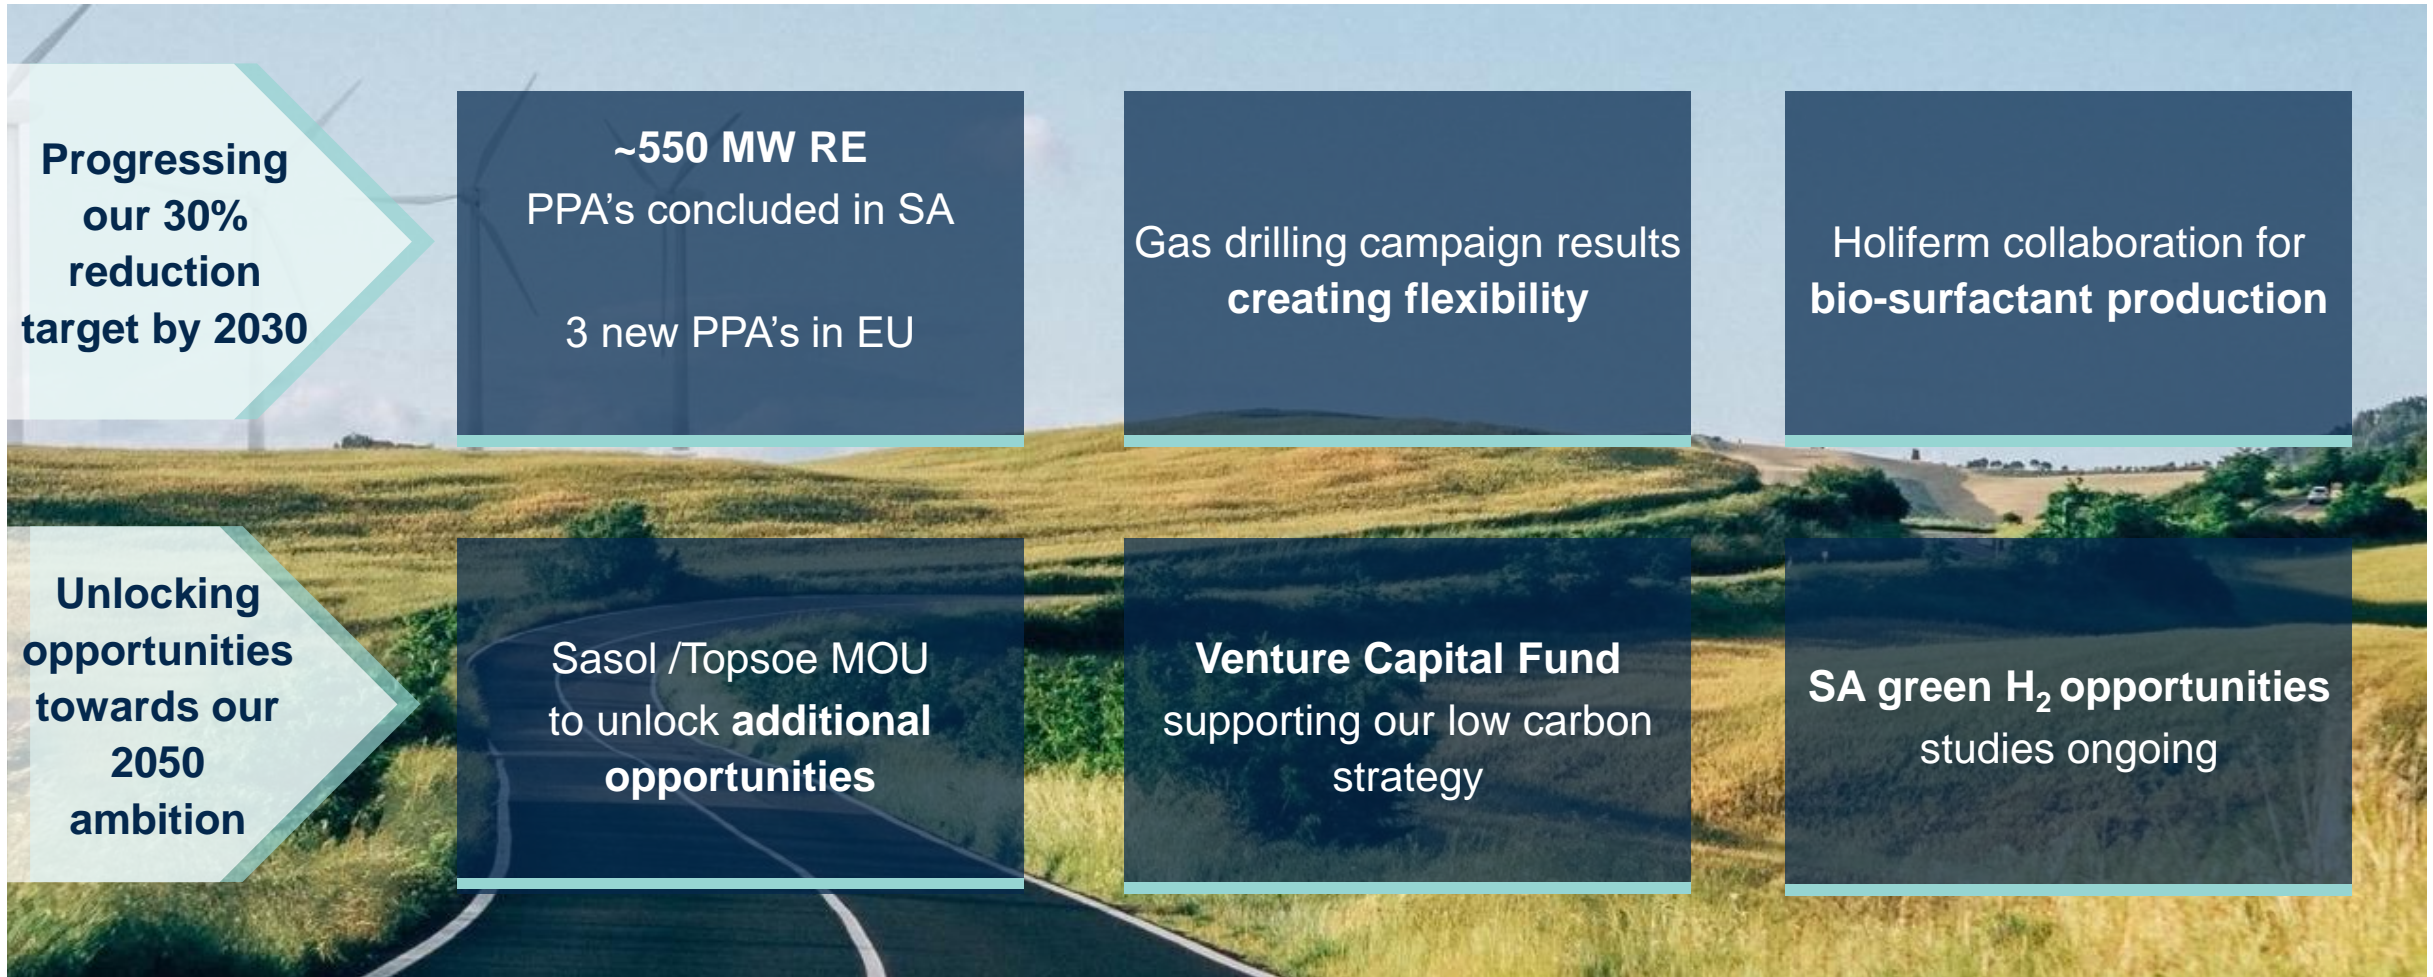 Progressing
our 30%
reduction
target by 2030
~550 MW RE
PPA's concluded in SA
3 new PPA's in EU
Gas drilling campaign results
creating flexibility
Holiferm collaboration for
bio-surfactant production
Unlocking
opportunities
towards our
2050
ambition
Sasol /Topsoe MOU
to unlock additional
opportunities
Venture Capital Fund
supporting our low carbon
strategy
SA green H₂ opportunities
studies ongoing